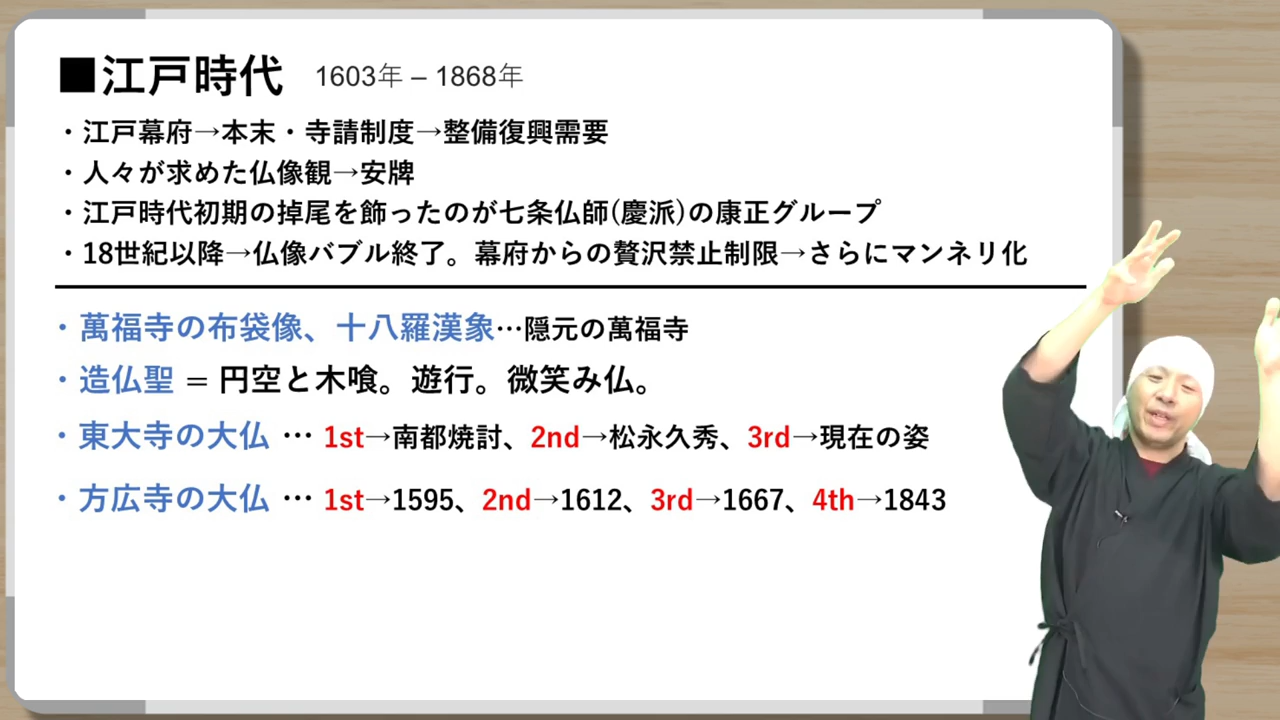 ■江戸時代 1603年 – 1868年
・江戸幕府→本末・寺請制度→整備復興需要
・人々が求めた仏像観→安牌
・江戸時代初期の掉尾を飾ったのが七条仏師(慶派)の康正グループ
・18世紀以降→仏像バブル終了。幕府からの贅沢禁止制限→さらにマンネリ化
・萬福寺の布袋像、十八羅漢象…隠元の萬福寺
・造仏聖 = 円空と木喰。遊行。微笑み仏。
・東大寺の大仏 … 1st→南都焼討、2nd→松永久秀、3rd→現在の姿
・方広寺の大仏 … 1st→1595、2nd→1612、3rd→1667、4th→1843